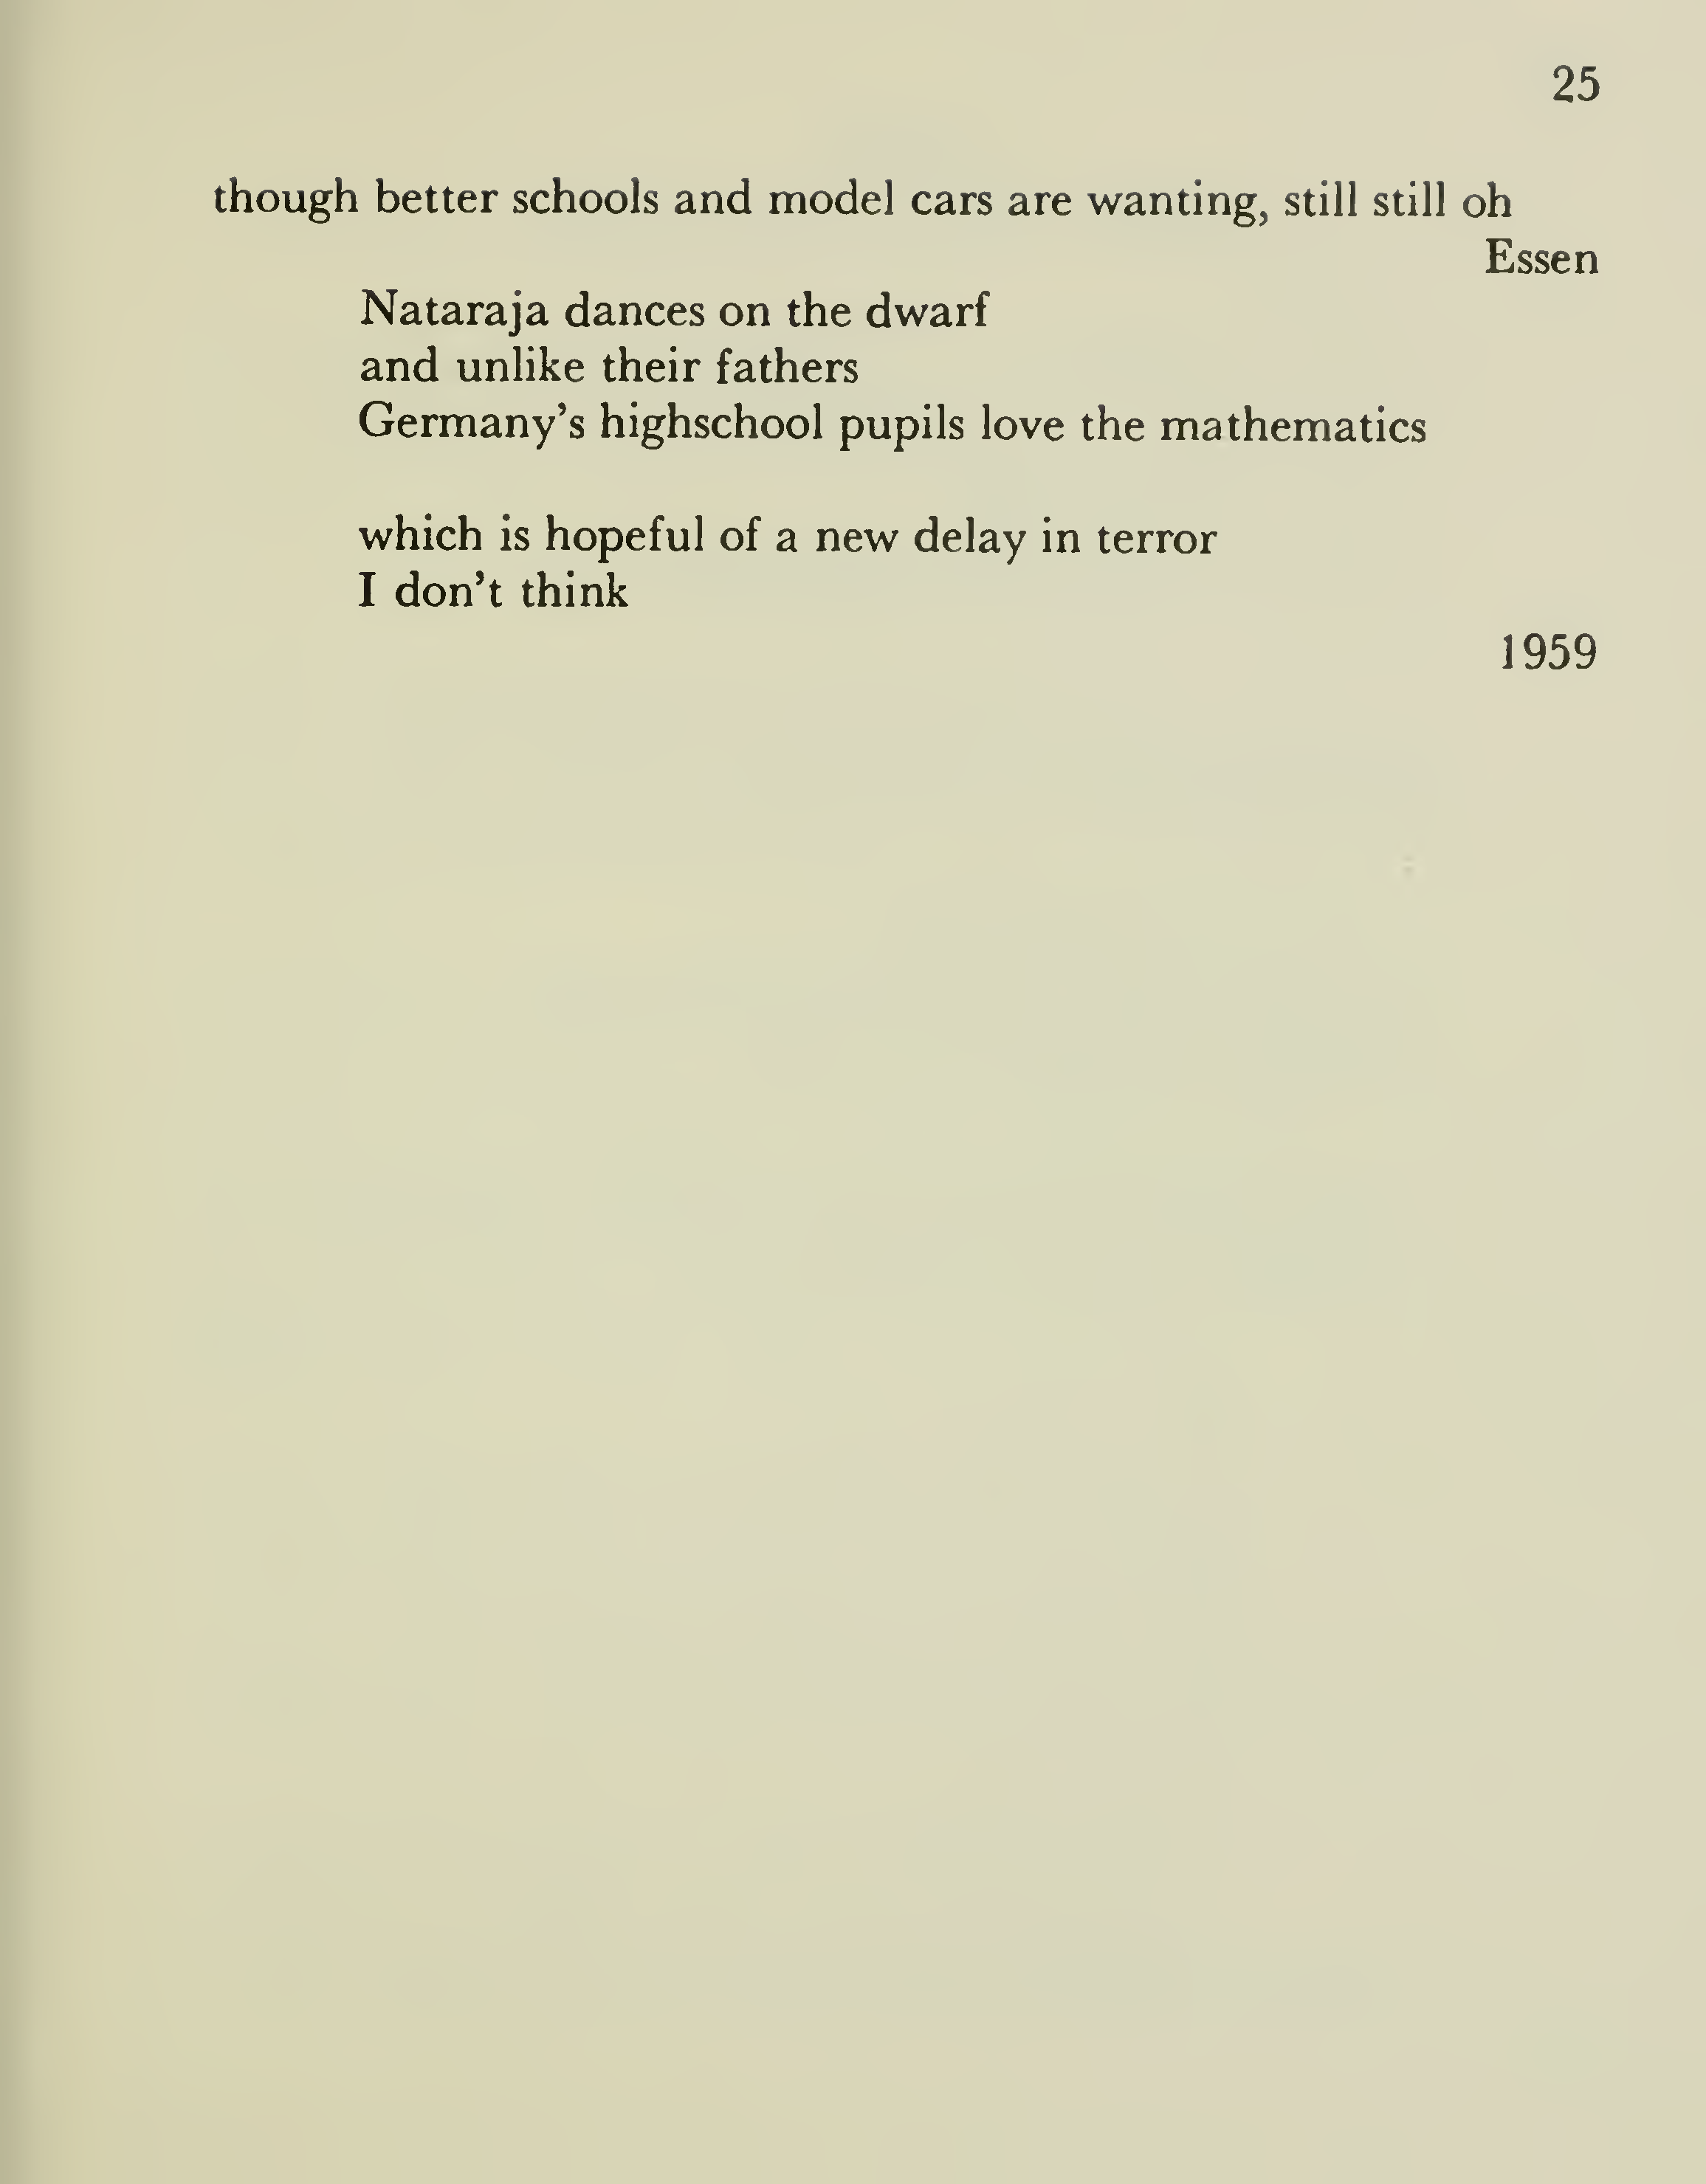 25
though better schools and model cars are wanting, still still oh
Essen
Nataraja dances on the dwarf
and unlike their fathers
Germany’s highschool pupils love the mathematics
which is hopeful of a new delay in terror
I don’t think
1959